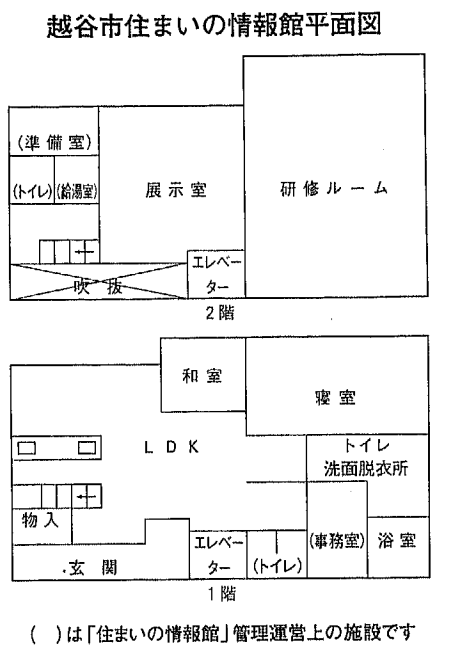 越谷市住まいの情報館平面図
(準備室)
(トイレ)
(給湯室)
展示室
研修ルーム
エレベー
ター
吹抜
2階
和室
寝室
LDK
トイレ
洗面脱衣所
物入
エレベー
ター
(トイレ)
(事務室)
浴室
玄関
1階
( )は「住まいの情報館」管理運営上の施設です